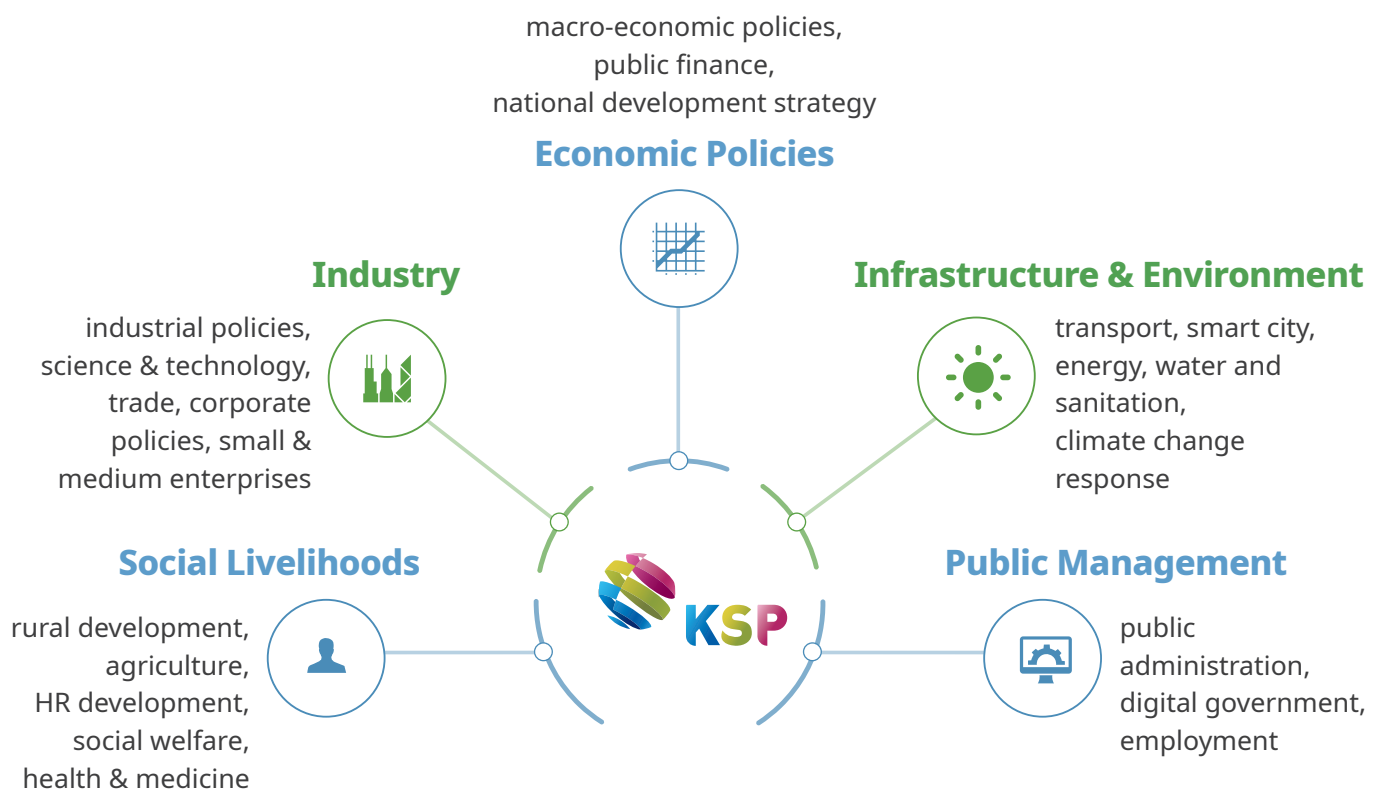 macro-economic policies,
public finance,
national development strategy
Economic Policies
Industry
industrial policies,
science & technology,
trade, corporate
policies, small &
medium enterprises
Infrastructure & Environment
transport, smart city,
energy, water and
sanitation,
climate change
response
Social Livelihoods
rural development,
agriculture,
HR development,
social welfare,
health & medicine
KSP
Public Management
public
administration,
digital government,
employment